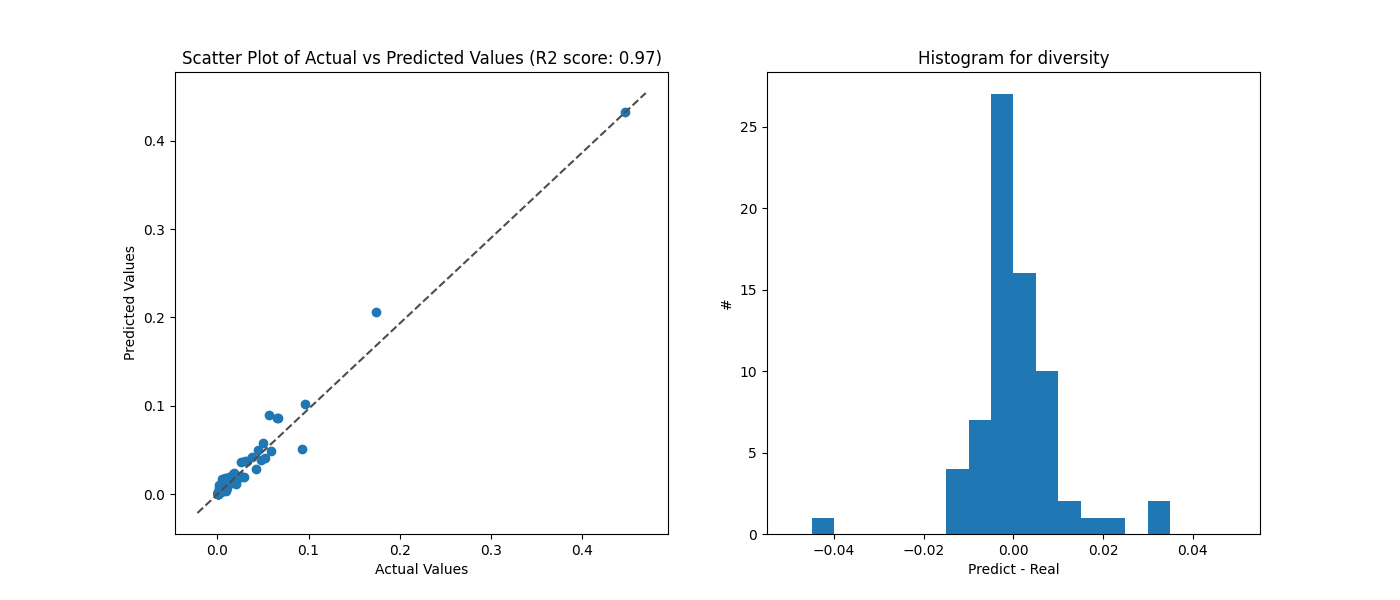 Scatter Plot of Actual vs Predicted Values (R2 score: 0.97)
Predicted Values
0.4
0.3
0.2
0.1
0.0
0.0 0.1 0.2 0.3 0.4
Actual Values
Histogram for diversity
#
25
20
15
10
5
0
−0.04 −0.02 0.00 0.02 0.04
Predict - Real